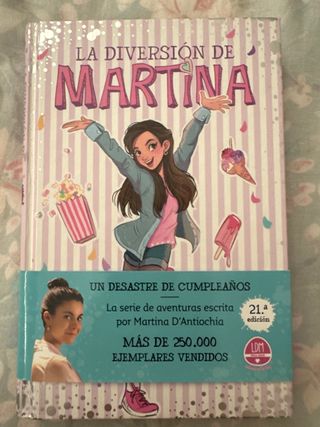 LA DIVERSIÓN DE
MARTINA
UN DESASTRE DE CUMPLEAÑOS
La serie de aventuras escrita
por Martina D'Antiochia
MÁS DE 250.000
EJEMPLARES VENDIDOS
21.ª
edición
LDM